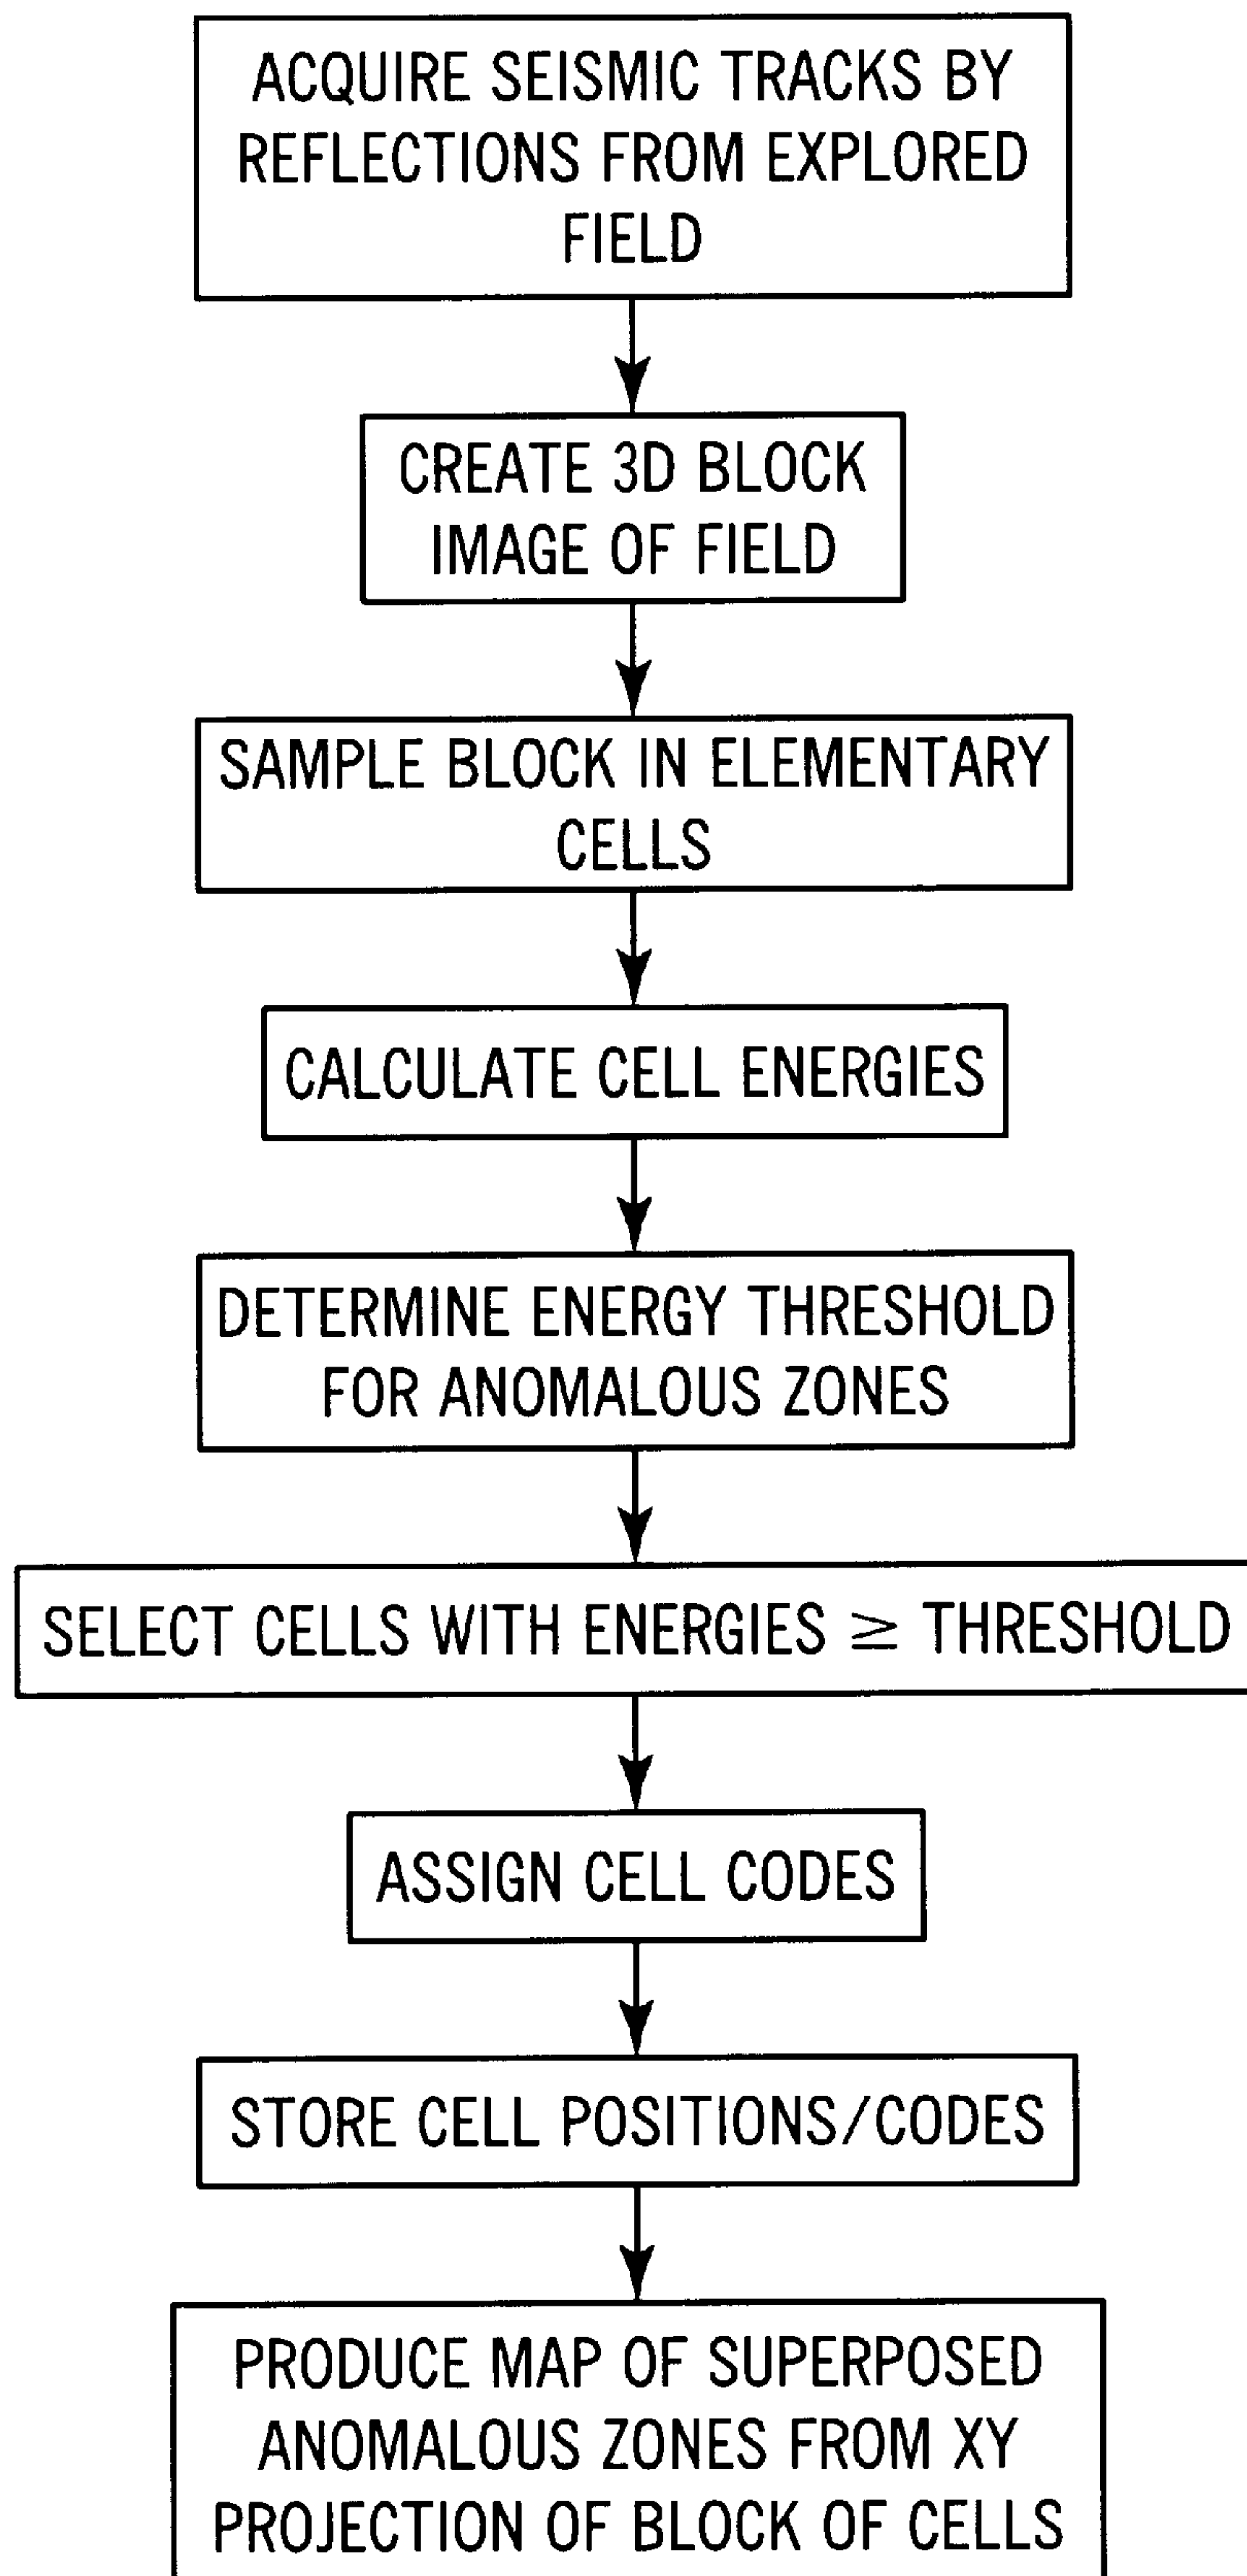 ACQUIRE SEISMIC TRACKS BY
REFLECTIONS FROM EXPLORED
FIELD
CREATE 3D BLOCK
IMAGE OF FIELD
SAMPLE BLOCK IN ELEMENTARY
CELLS
CALCULATE CELL ENERGIES
DETERMINE ENERGY THRESHOLD
FOR ANOMALOUS ZONES
SELECT CELLS WITH ENERGIES ≥ THRESHOLD
ASSIGN CELL CODES
STORE CELL POSITIONS/CODES
PRODUCE MAP OF SUPERPOSED
ANOMALOUS ZONES FROM XY
PROJECTION OF BLOCK OF CELLS